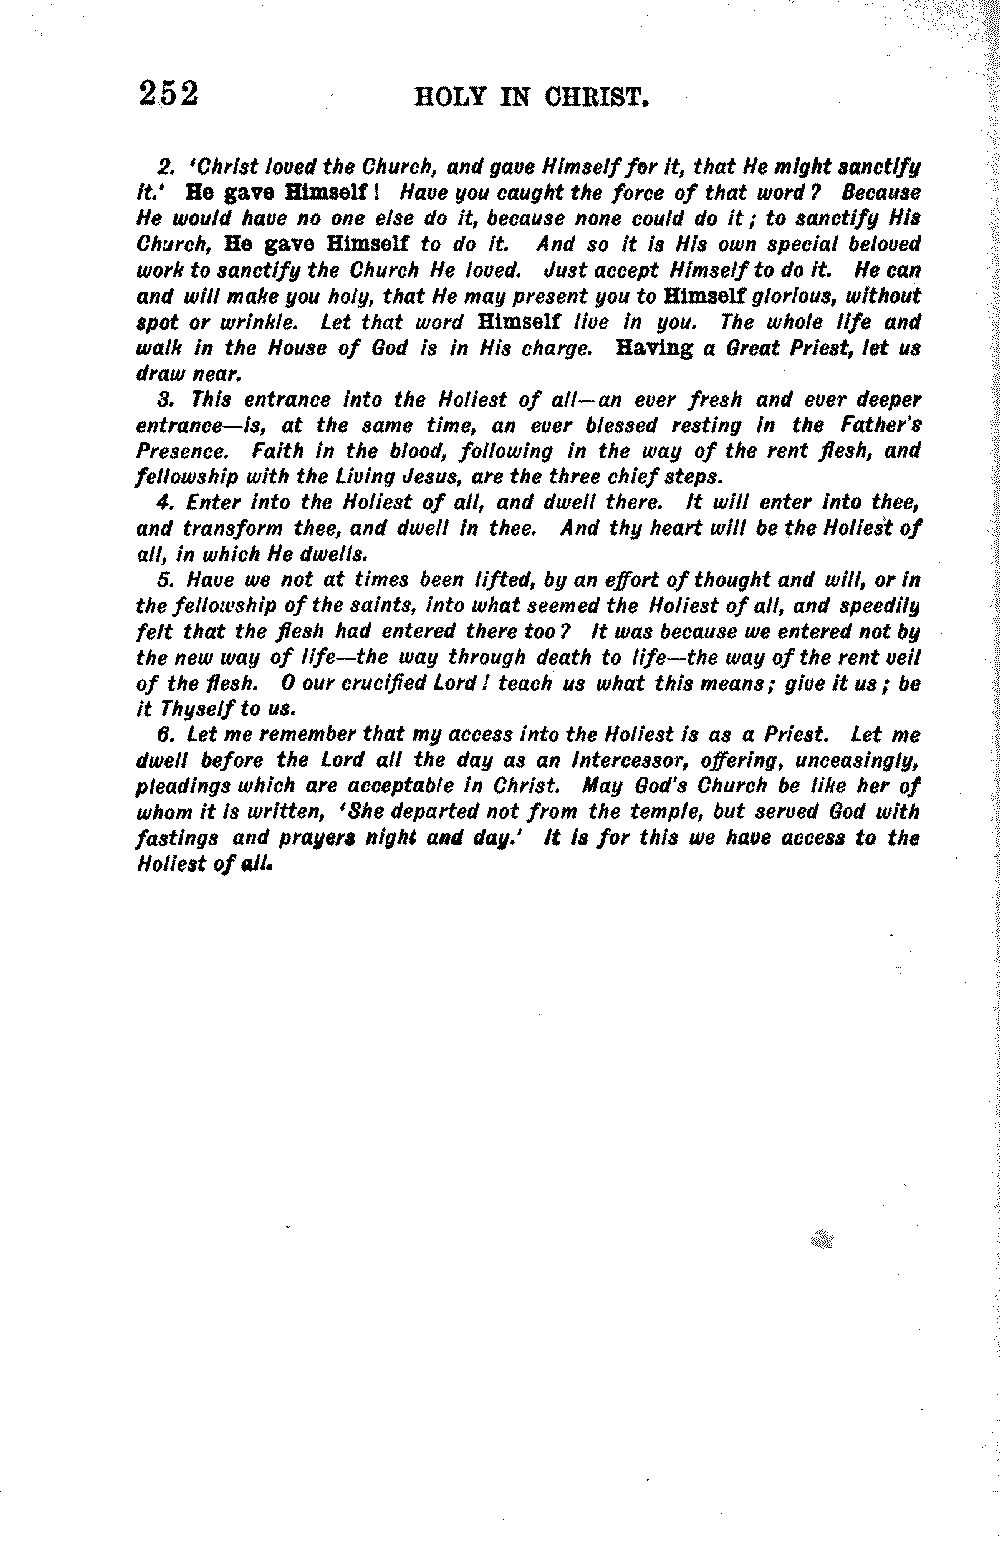 252 HOLY IN CHRIST.
2. ‘Christ loved the Church, and gave Himself for it, that He might sanctify
it.’ He gave Himself! Have you caught the force of that word? Because
He would have no one else do it, because none could do it; to sanctify His
Church, He gave Himself to do it. And so it is His own special beloved
work to sanctify the Church He loved. Just accept Himself to do it. He can
and will make you holy, that He may present you to Himself glorious, without
spot or wrinkle. Let that word Himself live in you. The whole life and
walk in the House of God is in His charge. Having a Great Priest, let us
draw near.
3. This entrance into the Holiest of all—an ever fresh and ever deeper
entrance—is, at the same time, an ever blessed resting in the Father's
Presence. Faith in the blood, following in the way of the rent flesh, and
fellowship with the Living Jesus, are the three chief steps.
4. Enter into the Holiest of all, and dwell there. It will enter into thee,
and transform thee, and dwell in thee. And thy heart will be the Holiest of
all, in which He dwells.
5. Have we not at times been lifted, by an effort of thought and will, or in
the fellowship of the saints, into what seemed the Holiest of all, and speedily
felt that the flesh had entered there too? It was because we entered not by
the new way of life—the way through death to life—the way of the rent veil
of the flesh. O our crucified Lord! teach us what this means; give it us; be
it Thyself to us.
6. Let me remember that my access into the Holiest is as a Priest. Let me
dwell before the Lord all the day as an Intercessor, offering, unceasingly,
pleadings which are acceptable in Christ. May God's Church be like her of
whom it is written, ‘She departed not from the temple, but served God with
fastings and prayers night and day.’ It is for this we have access to the
Holiest of all.